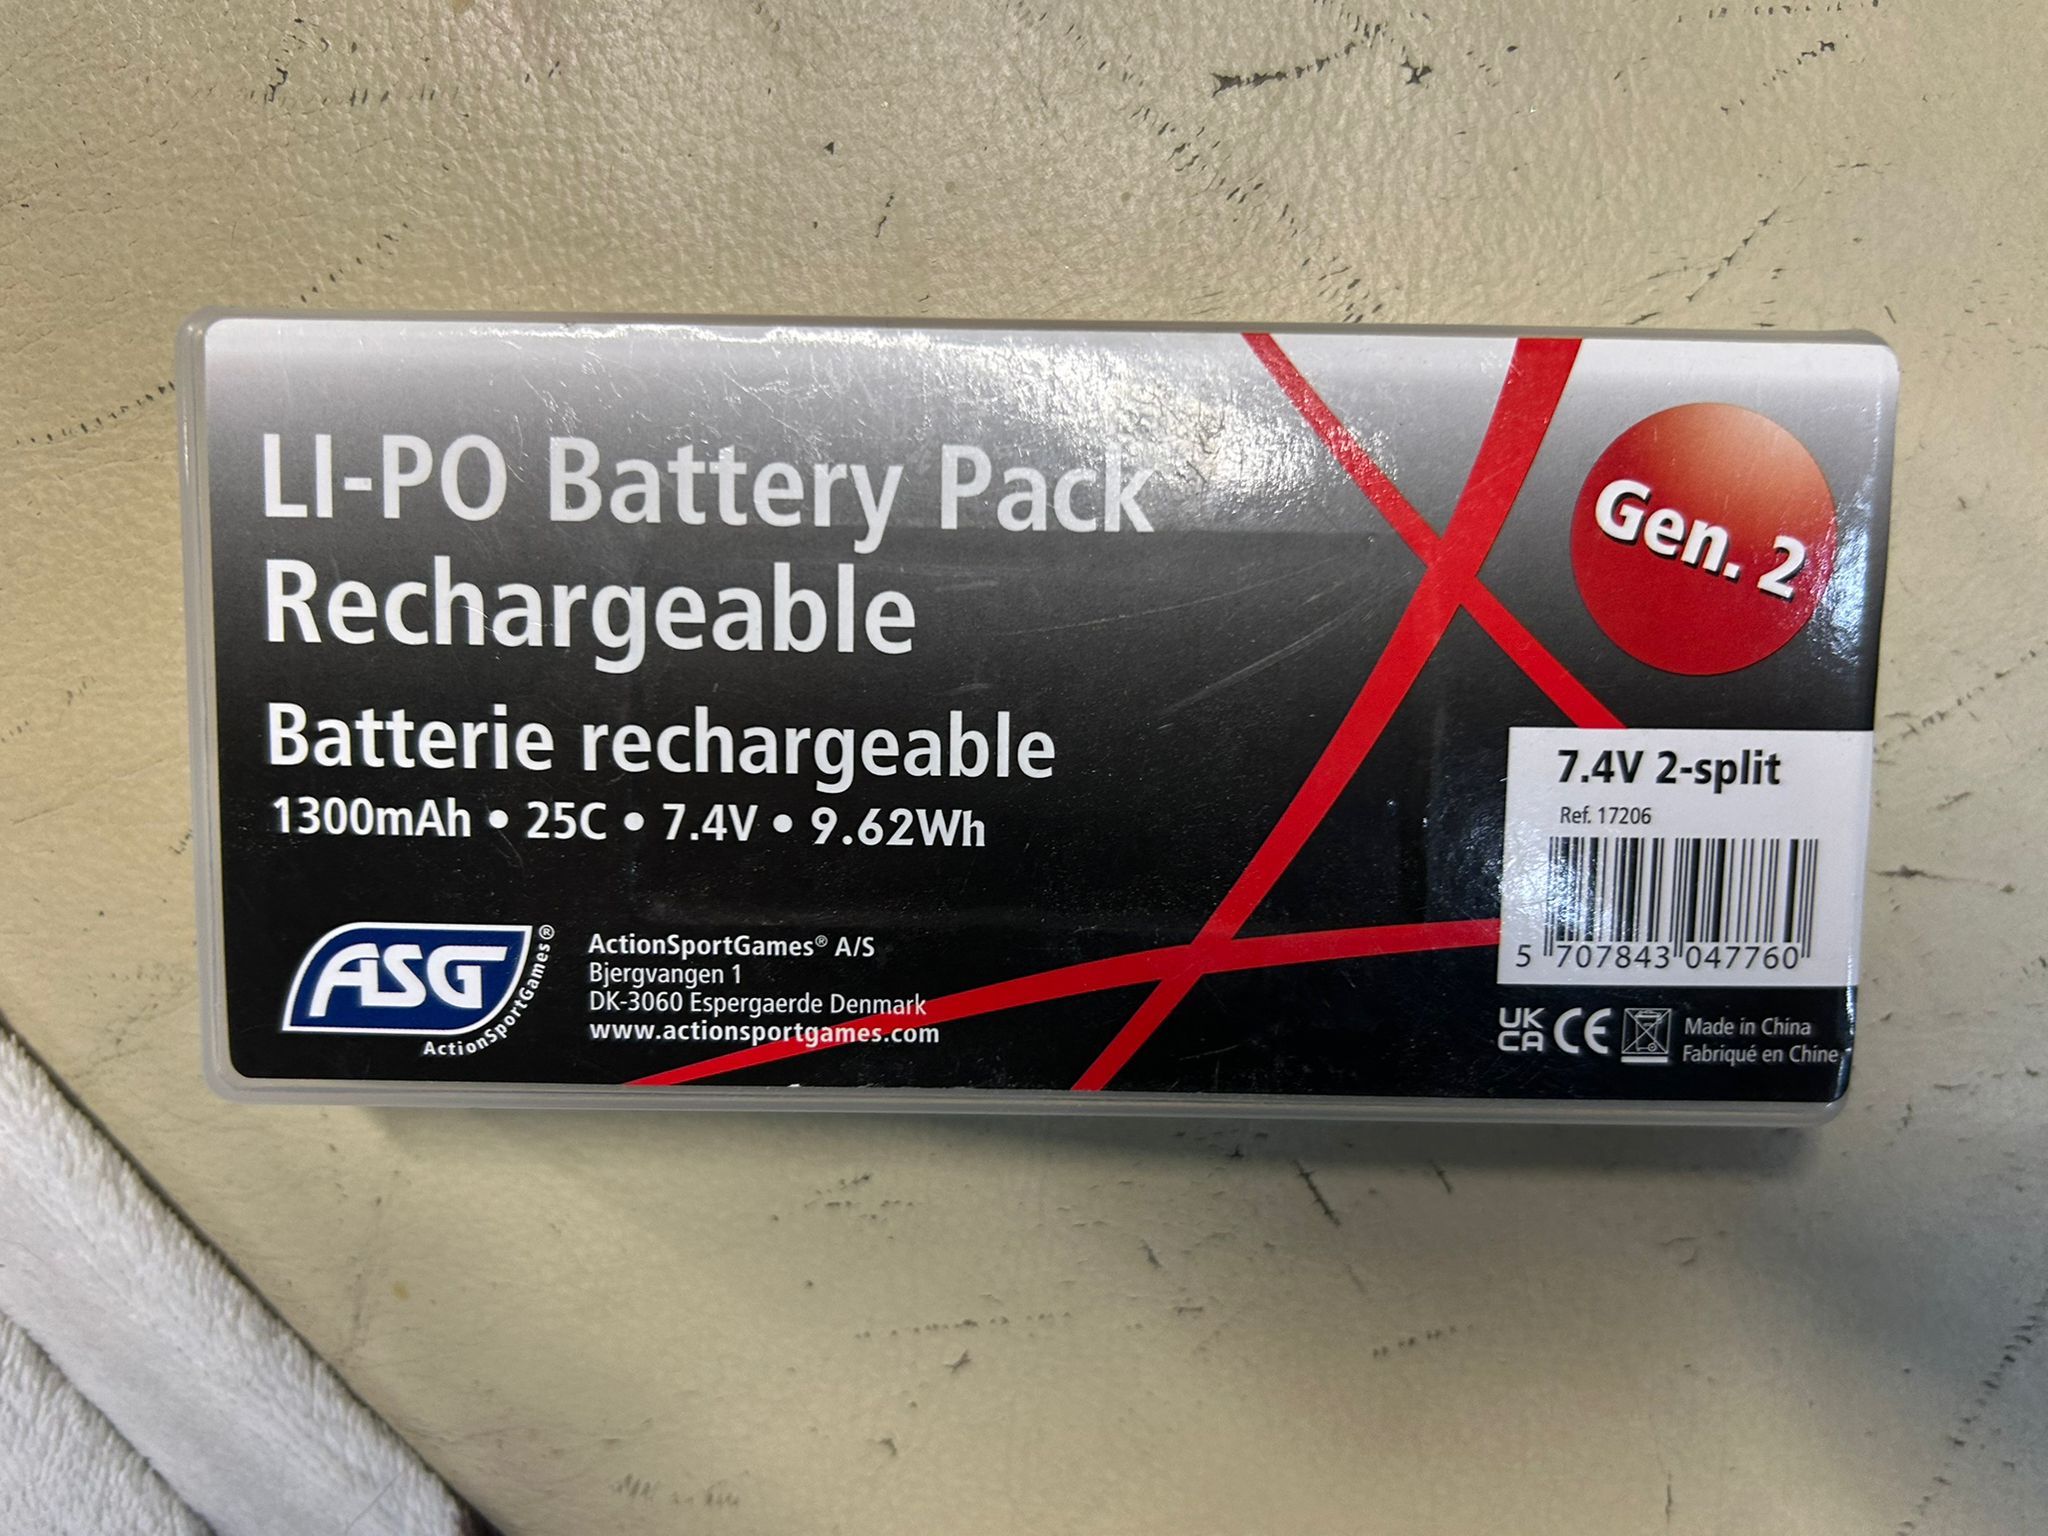 LI-PO Battery Pack
Rechargeable
Batterie rechargeable
1300mAh • 25C • 7.4V • 9.62Wh
Gen. 2
7.4V 2-split
Ref. 17206
5 707843 047760
ASG®
ActionSportGames
ActionSportGames® A/S
Bjergvangen 1
DK-3060 Espergaerde Denmark
www.actionsportgames.com
UK
CA
CE
Made in China
Fabriqué en Chine